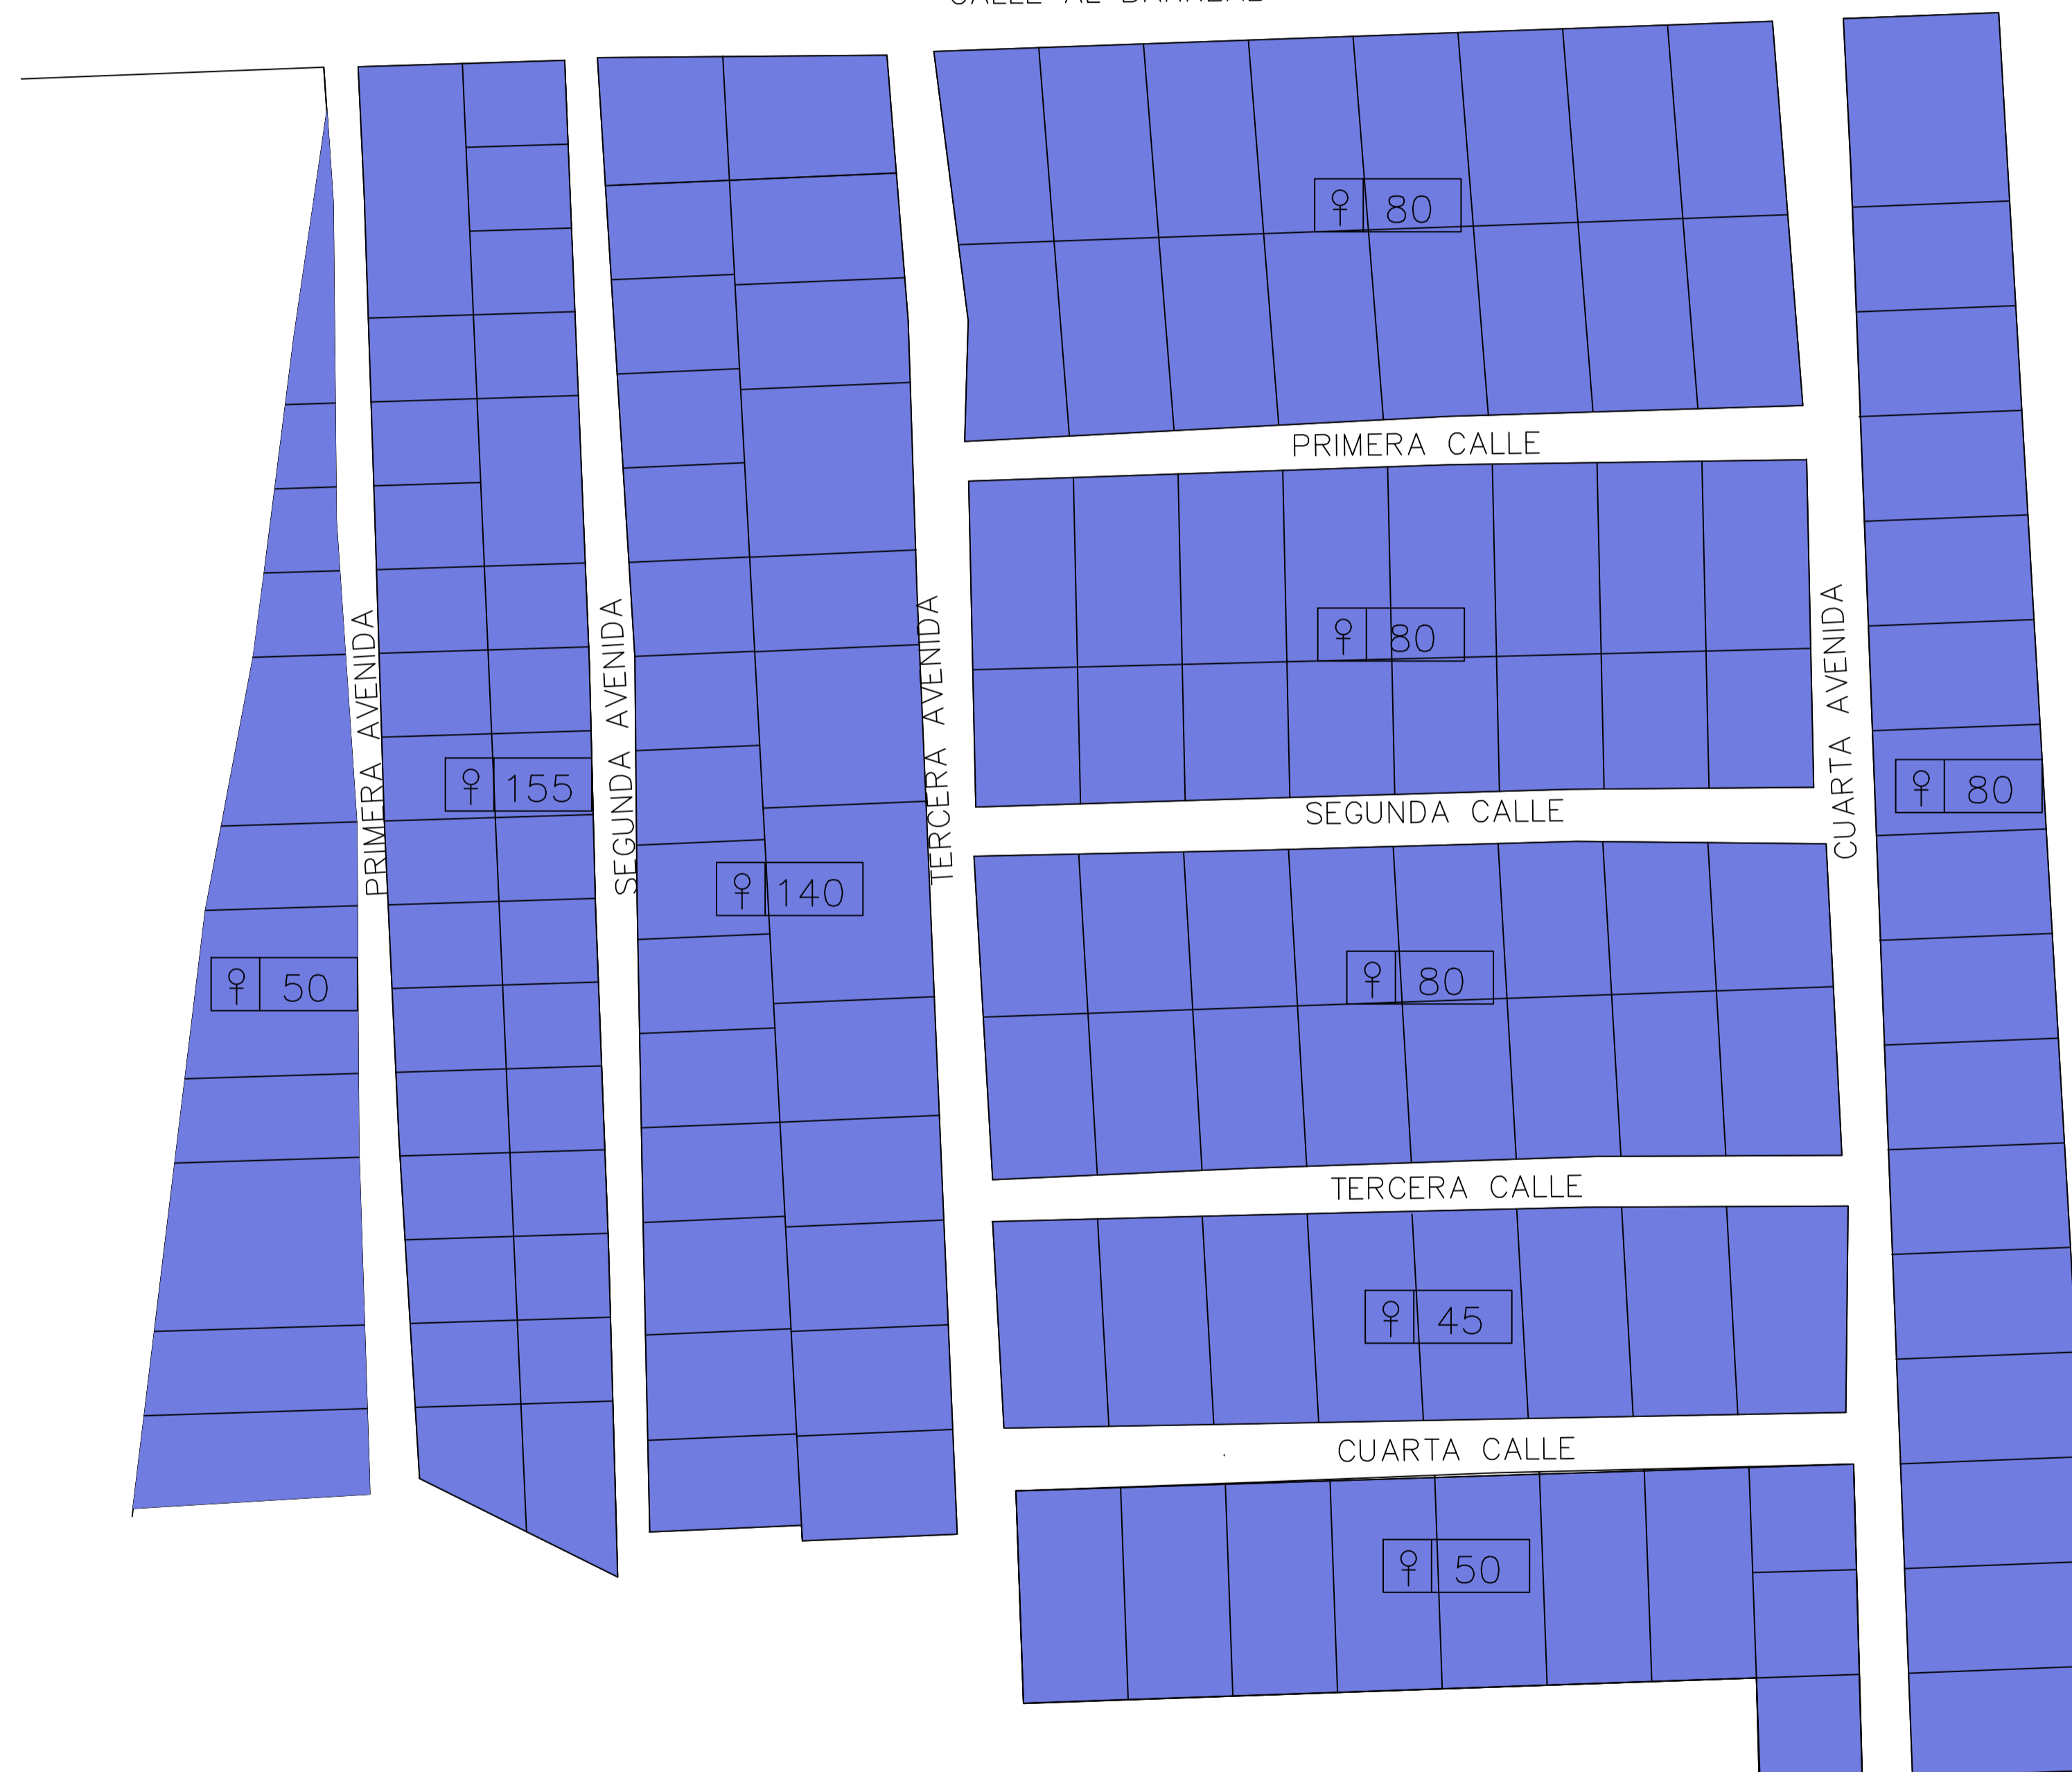 80
PRIMERA CALLE
80
PRIMERA AVENIDA
SEGUNDA AVENIDA
TERCERA AVENIDA
CUARTA AVENIDA
155
80
SEGUNDA CALLE
140
50
80
TERCERA CALLE
45
CUARTA CALLE
50